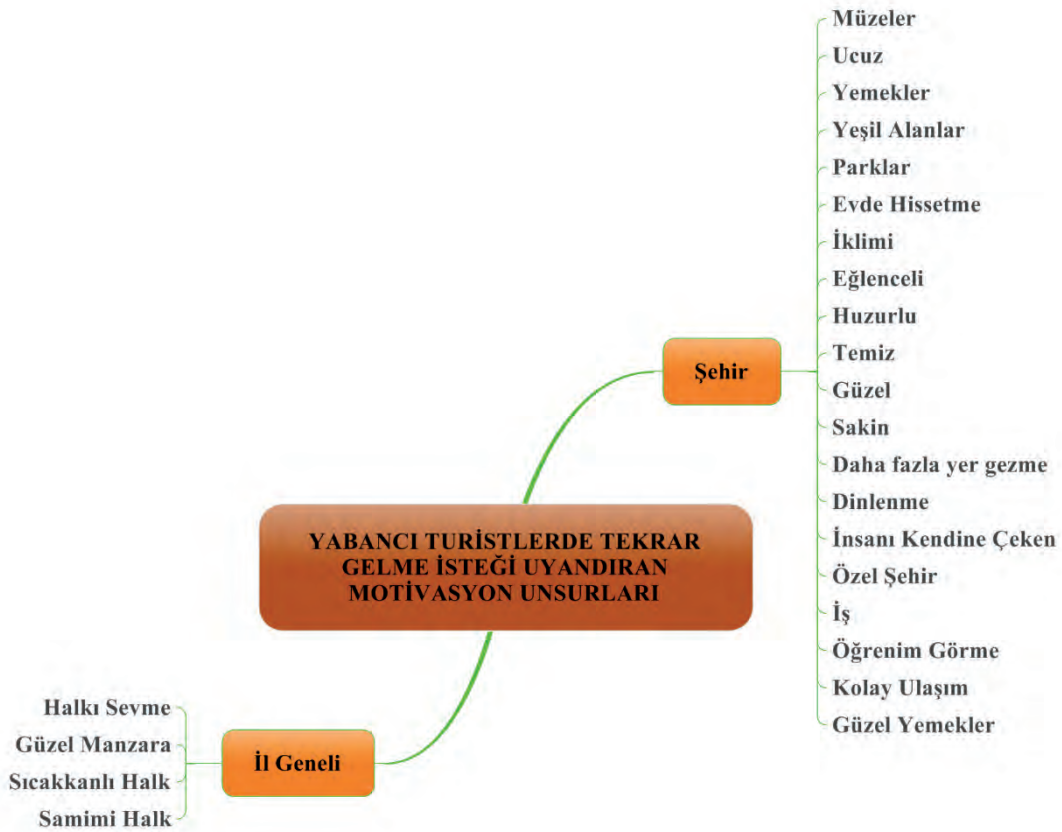 Müzeler
Ucuz
Yemekler
Yeşil Alanlar
Parklar
Evde Hissetme
İklimi
Eğlenceli
Huzurlu
Temiz
Güzel
Sakin
Daha fazla yer gezme
Dinlenme
İnsanı Kendine Çeken
Özel Şehir
İş
Öğrenim Görme
Kolay Ulaşım
Güzel Yemekler
Şehir
YABANCI TURİSTLERDE TEKRAR
GELME İSTEĞİ UYANDIRAN
MOTİVASYON UNSURLARI
İl Geneli
Halkı Sevme
Güzel Manzara
Sıcakkanlı Halk
Samimi Halk